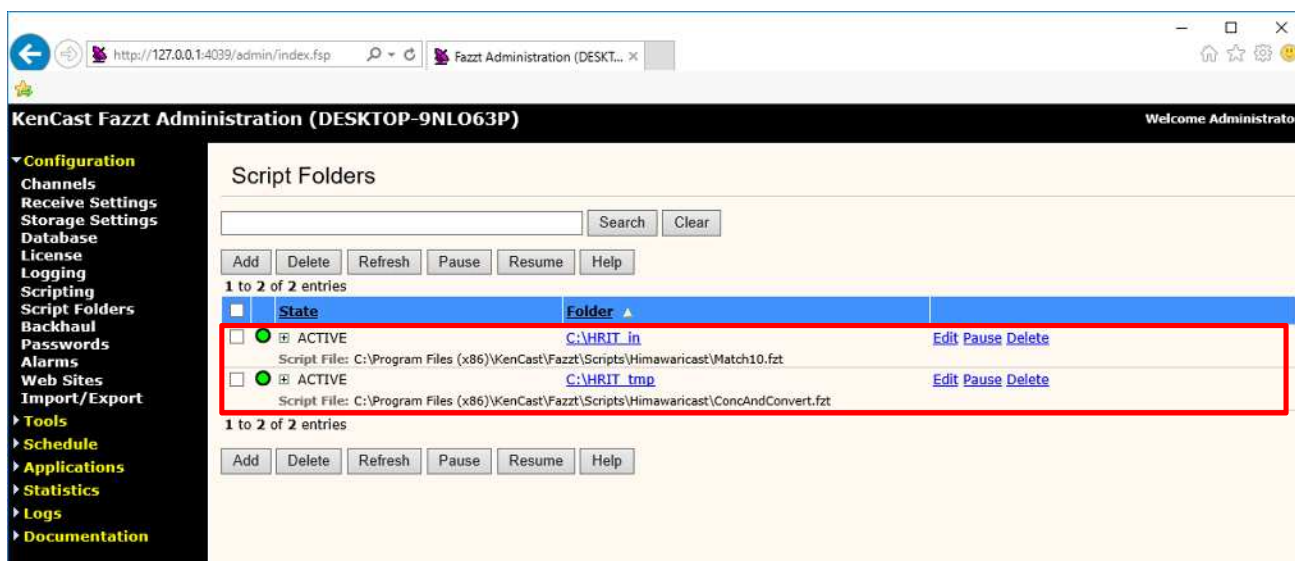 http://127.0.0.1:4039/admin/index.fsp Fazzt Administration (DESKT...
KenCast Fazzt Administration (DESKTOP-9NLO63P) Welcome Administrato
Configuration
Channels
Receive Settings
Storage Settings
Database
License
Logging
Scripting
Script Folders
Backhaul
Passwords
Alarms
Web Sites
Import/Export
Tools
Schedule
Applications
Statistics
Logs
Documentation
Script Folders
Search Clear
Add Delete Refresh Pause Resume Help
1 to 2 of 2 entries
State Folder
ACTIVE C:\HRIT_in Edit Pause Delete
Script File: C:\Program Files (x86)\KenCast\Fazzt\Scripts\Himawaricast\Match10.fzt
ACTIVE C:\HRIT_tmp Edit Pause Delete
Script File: C:\Program Files (x86)\KenCast\Fazzt\Scripts\Himawaricast\ConcAndConvert.fzt
1 to 2 of 2 entries
Add Delete Refresh Pause Resume Help